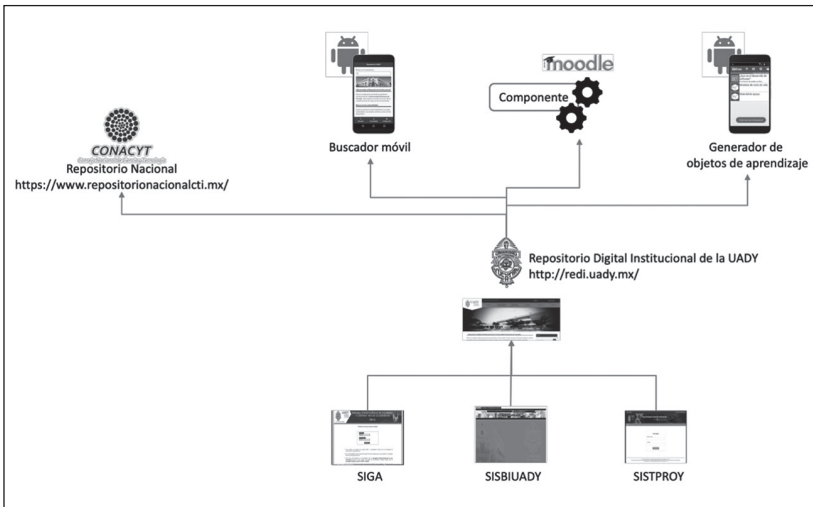 moodle
Componente
CONACYT
Repositorio Nacional
https://www.repositorionacionalcti.mx/
Buscador móvil
Generador de
objetos de aprendizaje
Repositorio Digital Institucional de la UADY
http://redi.uady.mx/
SIGA
SISBIUADY
SISTPROY